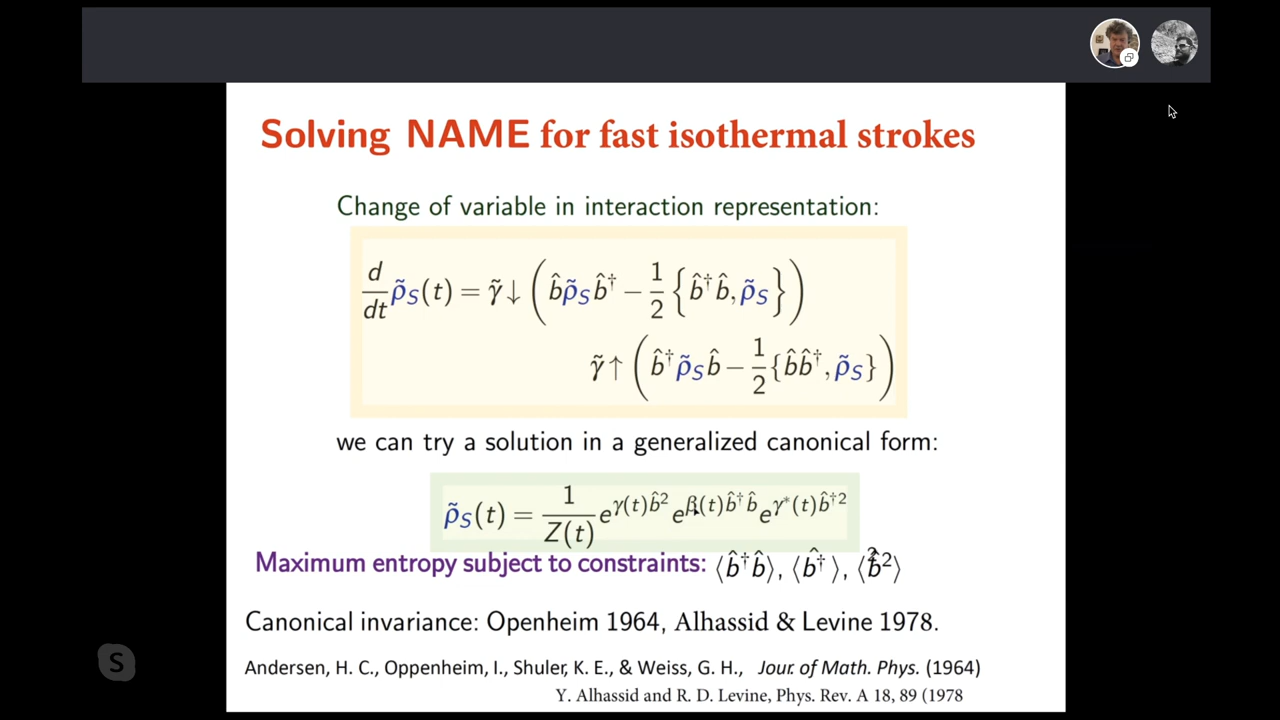 Solving NAME for fast isothermal strokes
Change of variable in interaction representation:
d/dt ρ̃_S(t) = γ̃↓ ( b̂ρ̃_S b̂† − 1/2 { b̂†b̂, ρ̃_S } )
γ̃↑ ( b̂†ρ̃_S b̂ − 1/2 {b̂b̂†, ρ̃_S} )
we can try a solution in a generalized canonical form:
ρ̃_S(t) = 1/Z(t) e^{γ(t)b̂²} e^{β(t)b̂†b̂} e^{γ*(t)b̂†2}
Maximum entropy subject to constraints: ⟨b̂†b̂⟩, ⟨b̂† ⟩, ⟨b̂²⟩
Canonical invariance: Openheim 1964, Alhassid & Levine 1978.
Andersen, H. C., Oppenheim, I., Shuler, K. E., & Weiss, G. H., Jour. of Math. Phys. (1964)
Y. Alhassid and R. D. Levine, Phys. Rev. A 18, 89 (1978
S